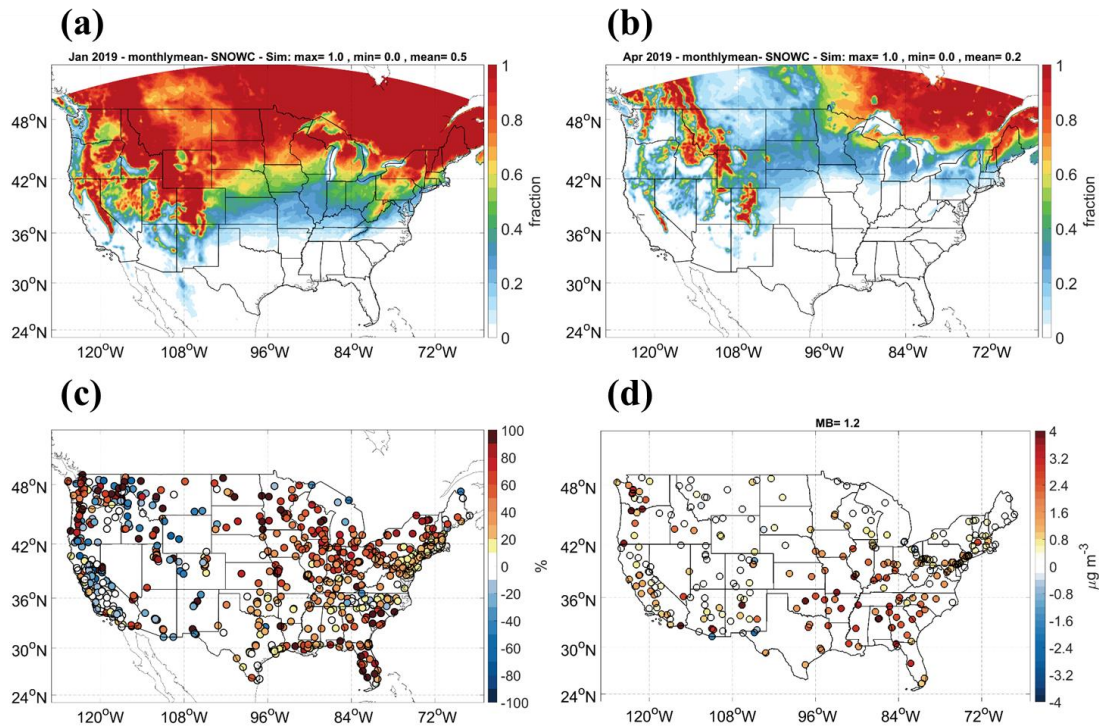 (a)
(b)
Jan 2019 - monthlymean- SNOWC - Sim: max= 1.0 , min= 0.0 , mean= 0.5
Apr 2019 - monthlymean- SNOWC - Sim: max= 1.0 , min= 0.0 , mean= 0.2
48°N
42°N
36°N
30°N
24°N
120°W 108°W 96°W 84°W 72°W
1
0.8
0.6
0.4
0.2
0
fraction
48°N
42°N
36°N
30°N
24°N
120°W 108°W 96°W 84°W 72°W
1
0.8
0.6
0.4
0.2
0
fraction
(c)
(d)
MB= 1.2
48°N
42°N
36°N
30°N
24°N
120°W 108°W 96°W 84°W 72°W
100
80
60
40
20
0
-20
-40
-60
-80
-100
%
48°N
42°N
36°N
30°N
24°N
120°W 108°W 96°W 84°W 72°W
4
3.2
2.4
1.6
0.8
0
-0.8
-1.6
-2.4
-3.2
-4
μg m⁻³